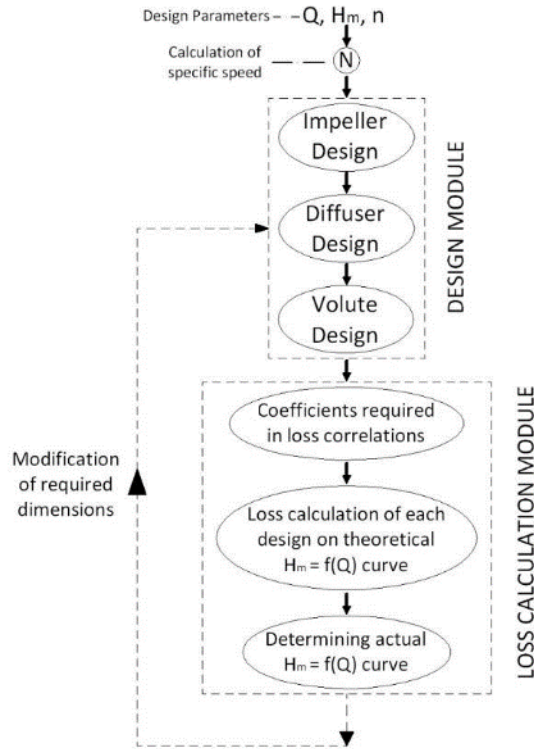 Design Parameters
Q, Hm, n
Calculation of
specific speed
N
Impeller
Design
Diffuser
Design
Volute
Design
DESIGN MODULE
Coefficients required
in loss correlations
Loss calculation of each
design on theoretical
Hm = f(Q) curve
Determining actual
Hm = f(Q) curve
LOSS CALCULATION MODULE
Modification
of required
dimensions